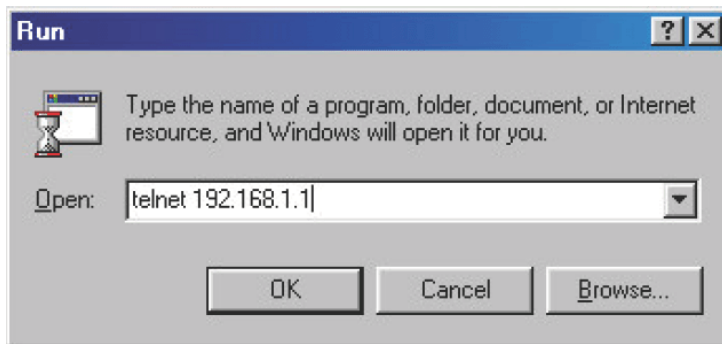 Run
Type the name of a program, folder, document, or Internet
resource, and Windows will open it for you.
Open: telnet 192.168.1.1
OK Cancel Browse...